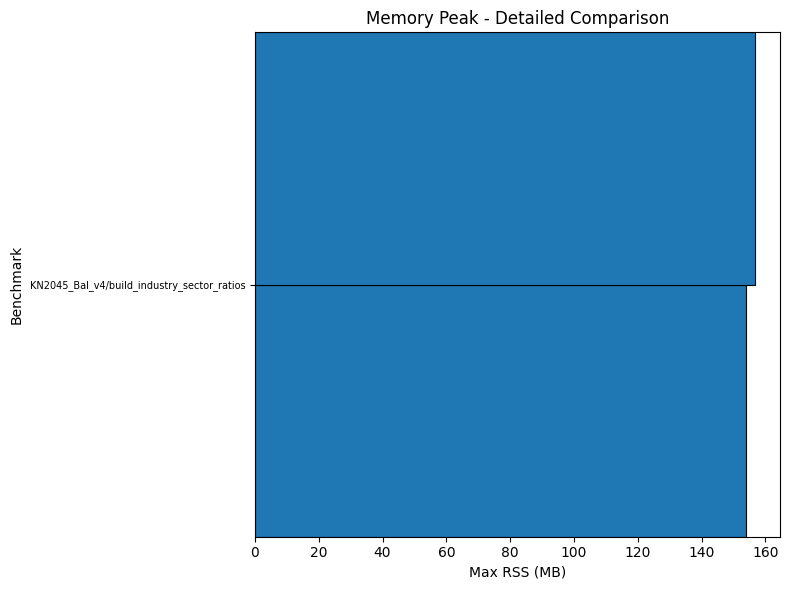 Memory Peak - Detailed Comparison
Benchmark
KN2045_Bal_v4/build_industry_sector_ratios
0 20 40 60 80 100 120 140 160
Max RSS (MB)